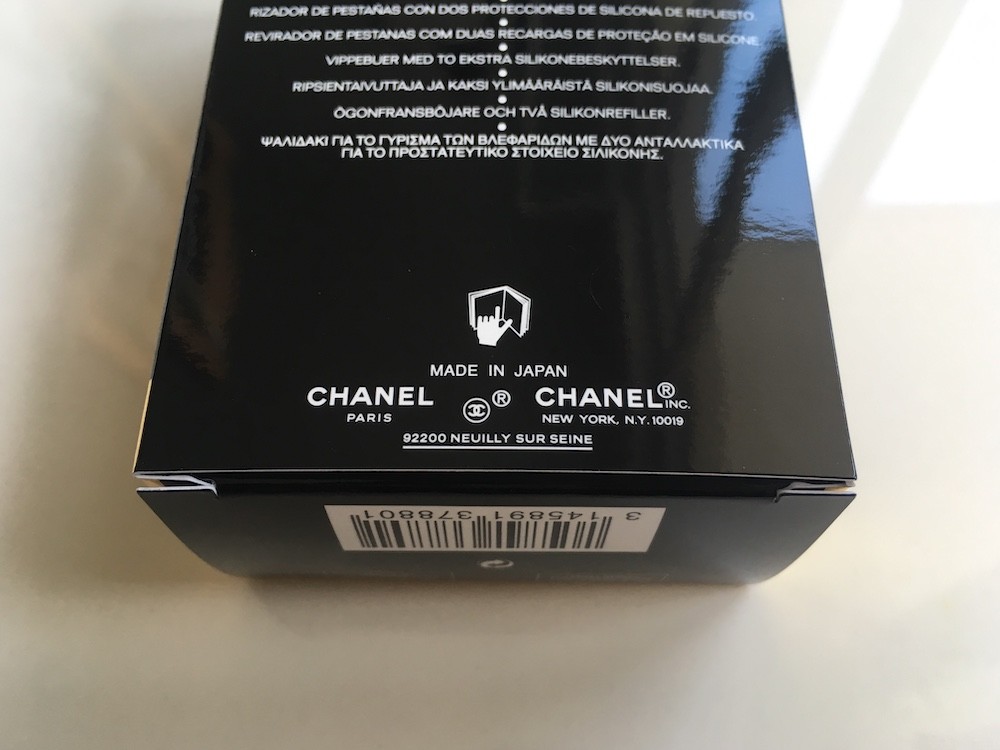 RIZADOR DE PESTAÑAS CON DOS PROTECCIONES DE SILICONA DE REPUESTO.
REVIRADOR DE PESTANAS COM DUAS RECARGAS DE PROTEÇÃO EM SILICONE.
VIPPEBUER MED TO EKSTRA SILIKONEBESKYTTELSER.
RIPSIENTAIVUTTAJA JA KAKSI YLIMÄÄRÄISTÄ SILIKONISUOJAA.
ÖGONFRANSBÖJARE OCH TVÅ SILIKONREFILLER.
ΨΑΛΙΔΑΚΙ ΓΙΑ ΤΟ ΓΥΡΙΣΜΑ ΤΩΝ ΒΛΕΦΑΡΙΔΩΝ ΜΕ ΔΥΟ ΑΝΤΑΛΛΑΚΤΙΚΑ
ΓΙΑ ΤΟ ΠΡΟΣΤΑΤΕΥΤΙΚΟ ΣΤΟΙΧΕΙΟ ΣΙΛΙΚΟΝΗΣ.
MADE IN JAPAN
CHANEL ® CHANEL® INC.
PARIS NEW YORK, N.Y. 10019
92200 NEUILLY SUR SEINE
3 145891 378801